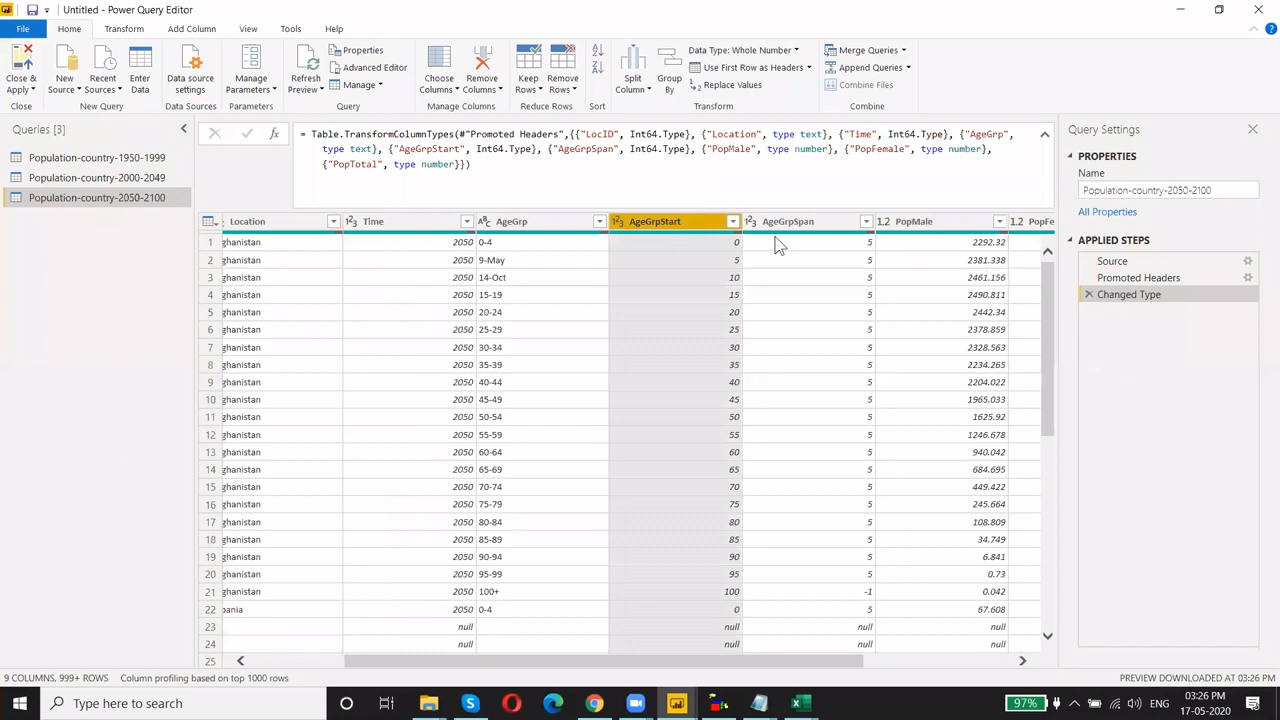 Untitled - Power Query Editor
File Home Transform Add Column View Tools Help
Close & Apply
New Source
Recent Sources
Enter Data
Data source settings
Manage Parameters
Refresh Preview
Properties
Advanced Editor
Manage
Choose Columns
Remove Columns
Keep Rows
Remove Rows
Split Column
Group By
Data Type: Whole Number
Use First Row as Headers
Replace Values
Merge Queries
Append Queries
Combine Files
Close New Query Data Sources Parameters Query Manage Columns Reduce Rows Sort Transform Combine
Queries [3]
Population-country-1950-1999
Population-country-2000-2049
Population-country-2050-2100
= Table.TransformColumnTypes(#"Promoted Headers",{{"LocID", Int64.Type}, {"Location", type text}, {"Time", Int64.Type}, {"AgeGrp",
type text}, {"AgeGrpStart", Int64.Type}, {"AgeGrpSpan", Int64.Type}, {"PopMale", type number}, {"PopFemale", type number},
{"PopTotal", type number}})
Location 123 Time ABC AgeGrp 123 AgeGrpStart 123 AgeGrpSpan 1.2 PopMale 1.2 PopFe
1 ghanistan 2050 0-4 0 5 2292.32
2 ghanistan 2050 9-May 5 5 2381.338
3 ghanistan 2050 14-Oct 10 5 2461.156
4 ghanistan 2050 15-19 15 5 2490.811
5 ghanistan 2050 20-24 20 5 2442.34
6 ghanistan 2050 25-29 25 5 2378.859
7 ghanistan 2050 30-34 30 5 2328.563
8 ghanistan 2050 35-39 35 5 2234.265
9 ghanistan 2050 40-44 40 5 2204.022
10 ghanistan 2050 45-49 45 5 1965.033
11 ghanistan 2050 50-54 50 5 1625.92
12 ghanistan 2050 55-59 55 5 1246.678
13 ghanistan 2050 60-64 60 5 940.042
14 ghanistan 2050 65-69 65 5 684.695
15 ghanistan 2050 70-74 70 5 449.422
16 ghanistan 2050 75-79 75 5 245.664
17 ghanistan 2050 80-84 80 5 108.809
18 ghanistan 2050 85-89 85 5 34.749
19 ghanistan 2050 90-94 90 5 6.841
20 ghanistan 2050 95-99 95 5 0.73
21 ghanistan 2050 100+ 100 -1 0.042
22 bania 2050 0-4 0 5 67.608
23 null null null null
24 null null null null
25
Query Settings
PROPERTIES
Name
Population-country-2050-2100
All Properties
APPLIED STEPS
Source
Promoted Headers
Changed Type
9 COLUMNS, 999+ ROWS Column profiling based on top 1000 rows
PREVIEW DOWNLOADED AT 03:26 PM
Type here to search
97%
ENG
03:26 PM
17-05-2020